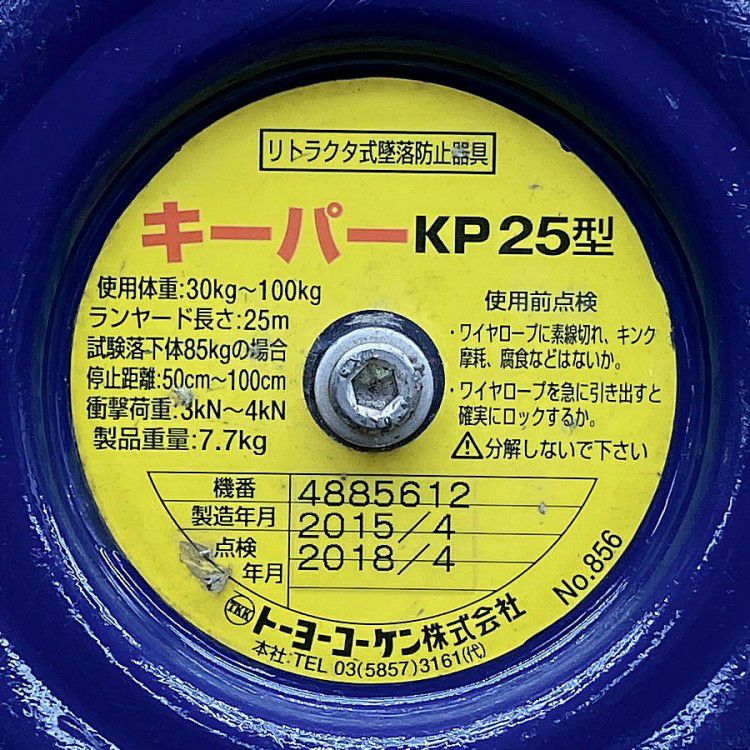 リトラクタ式墜落防止器具
キーパーKP25型
使用体重:30kg〜100kg
ランヤード長さ:25m
試験落下体85kgの場合
停止距離:50cm〜100cm
衝撃荷重:3kN〜4kN
製品重量:7.7kg
使用前点検
・ワイヤロープに素線切れ、キンク
摩耗、腐食などはないか。
・ワイヤロープを急に引き出すと
確実にロックするか。
⚠分解しないで下さい
機番 4885612
製造年月 2015/4
点検 2018/4
年月
No.856
TKK トーヨーコーケン株式会社
本社:TEL 03(5857)3161(代)